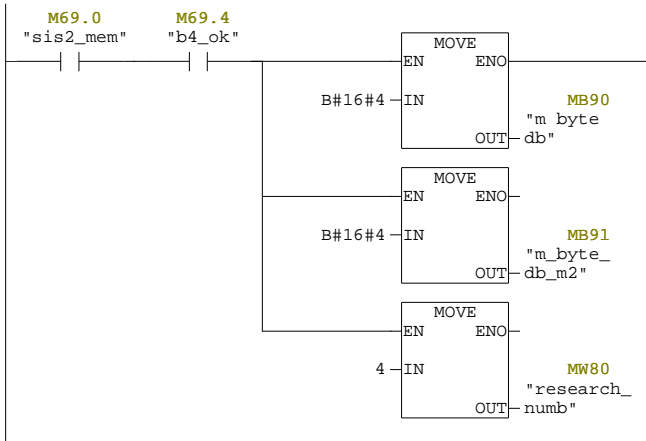 M69.0 M69.4
"sis2_mem" "b4_ok"
MOVE
EN ENO
B#16#4 IN MB90
"m byte
OUT db"
MOVE
EN ENO
B#16#4 IN MB91
"m_byte_
OUT db_m2"
MOVE
EN ENO
4 IN MW80
"research_
OUT numb"